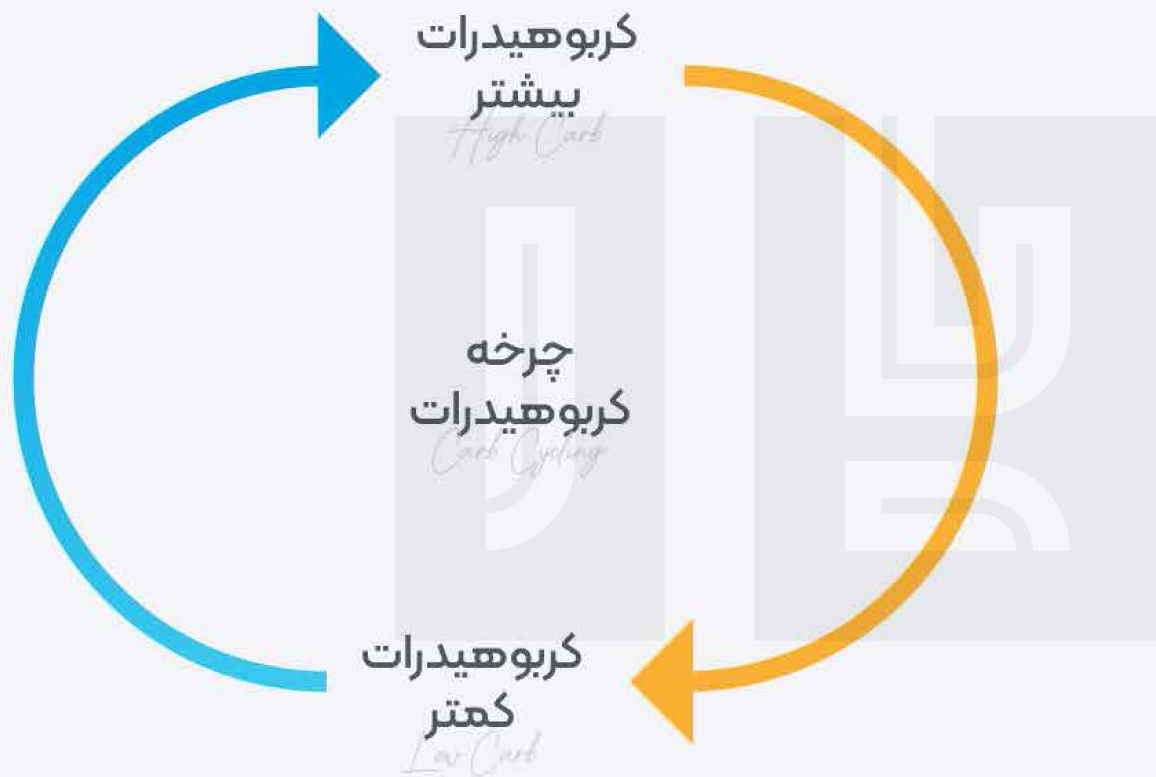 کربوهیدرات
بیشتر
High Carb
چرخه
کربوهیدرات
Carb Cycling
کربوهیدرات
کمتر
Low Carb